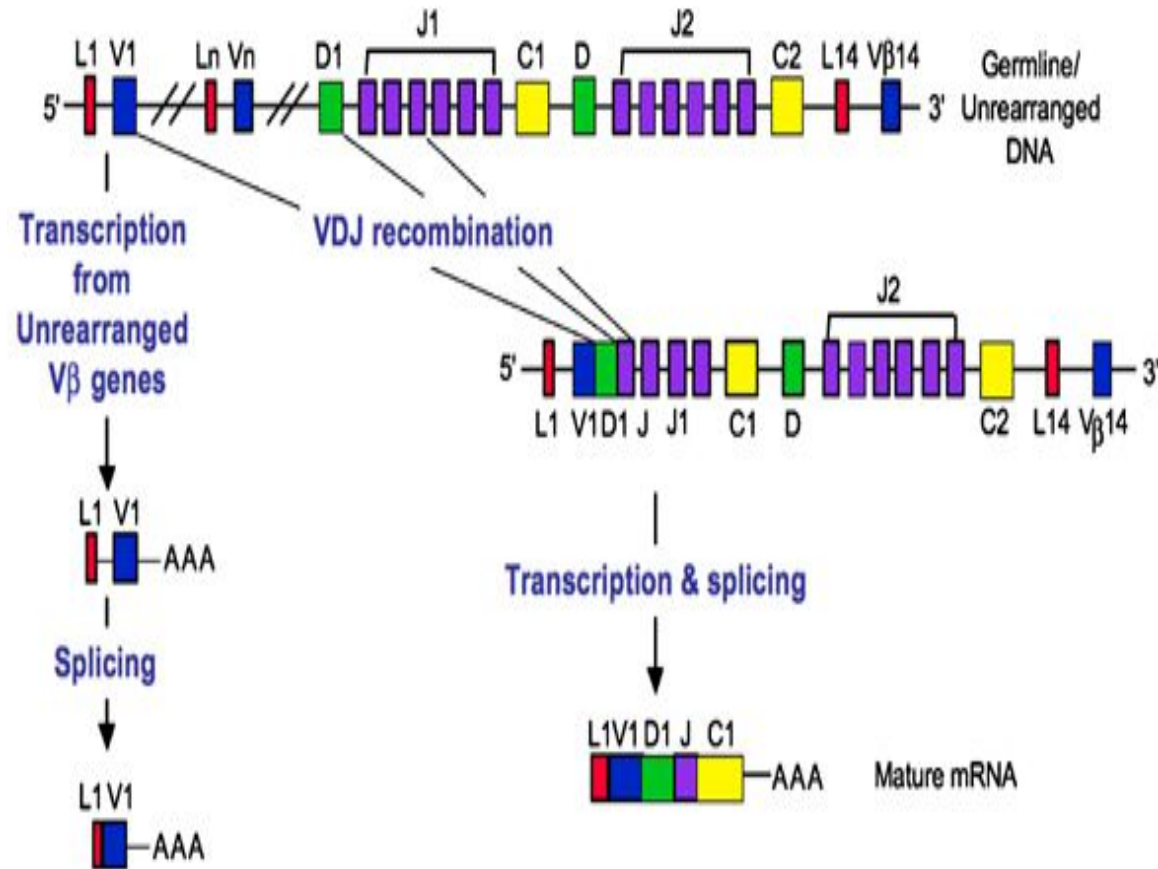 J1 J2
L1 V1 Ln Vn D1 C1 D C2 L14 Vβ14
5' 3'
Germline/
Unrearranged
DNA
Transcription
from
Unrearranged
Vβ genes
VDJ recombination
J2
5' 3'
L1 V1 D1 J J1 C1 D C2 L14 Vβ14
L1 V1
AAA
Transcription & splicing
Splicing
L1V1 D1 J C1
AAA Mature mRNA
L1 V1
AAA